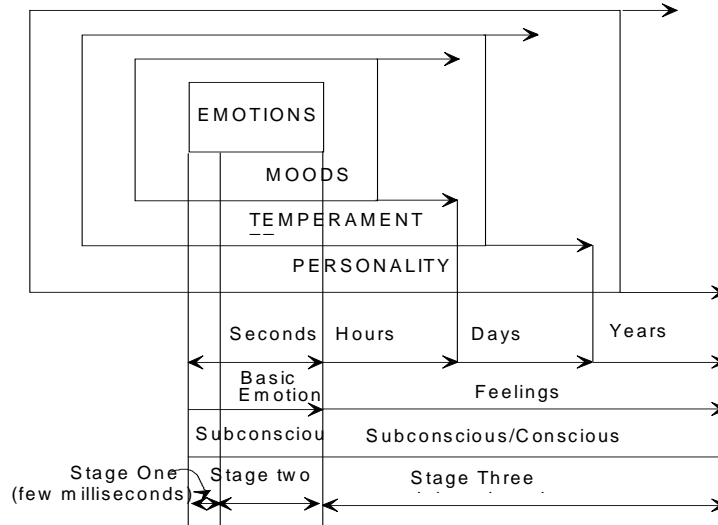 EMOTIONS
MOODS
TEMPERAMENT
PERSONALITY
Seconds Hours Days Years
Basic
Emotion Feelings
Subconsciou Subconscious/Conscious
Stage One Stage two Stage Three
(few milliseconds)